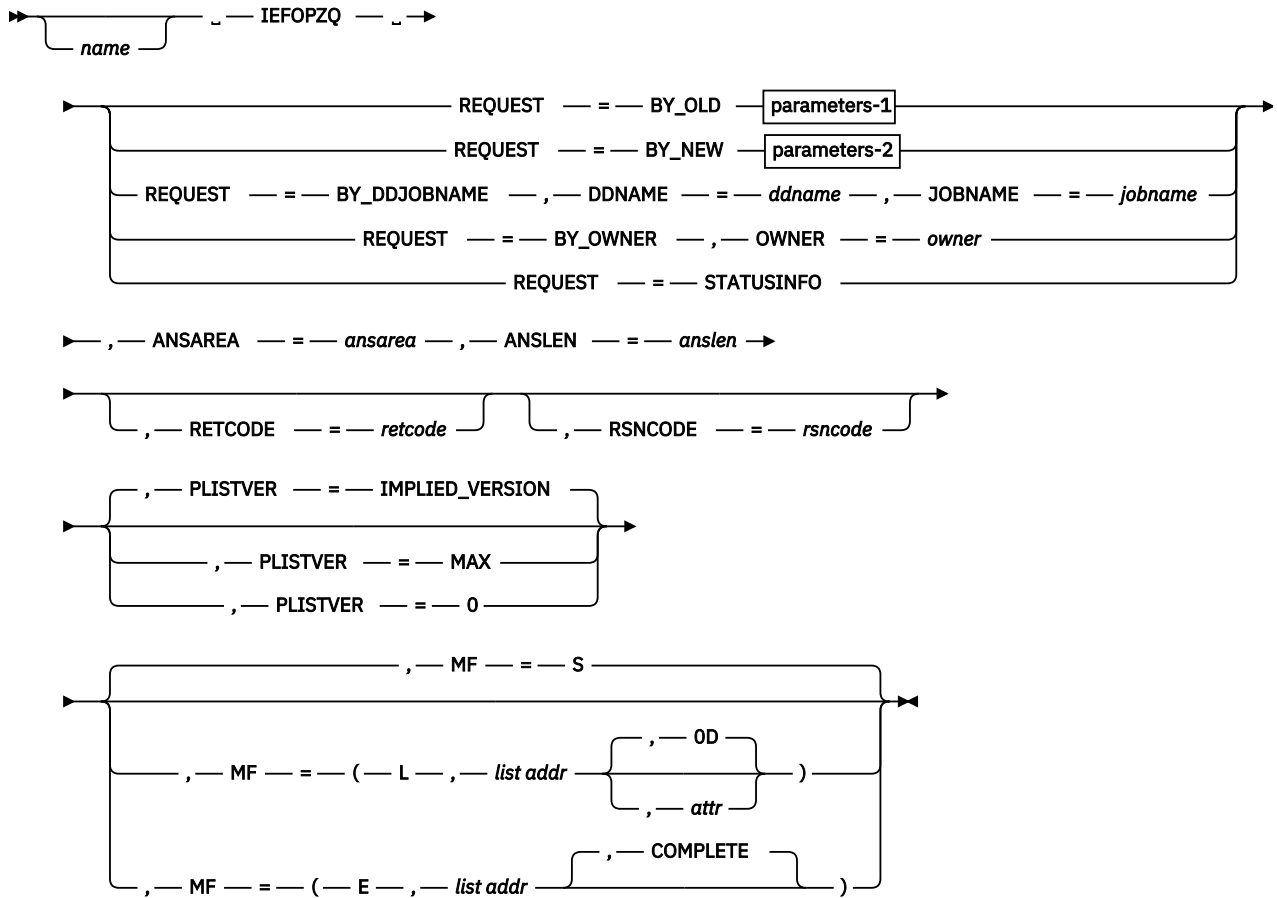 ␣ IEFOPZQ ␣
name
REQUEST = BY_OLD parameters-1
REQUEST = BY_NEW parameters-2
REQUEST = BY_DDJOBNAME , DDNAME = ddname , JOBNAME = jobname
REQUEST = BY_OWNER , OWNER = owner
REQUEST = STATUSINFO
, ANSAREA = ansarea , ANSLEN = anslen
, RETCODE = retcode , RSNCODE = rsncode
, PLISTVER = IMPLIED_VERSION
, PLISTVER = MAX
, PLISTVER = 0
, MF = S
, 0D
, MF = ( L , list addr )
, attr
, COMPLETE
, MF = ( E , list addr )